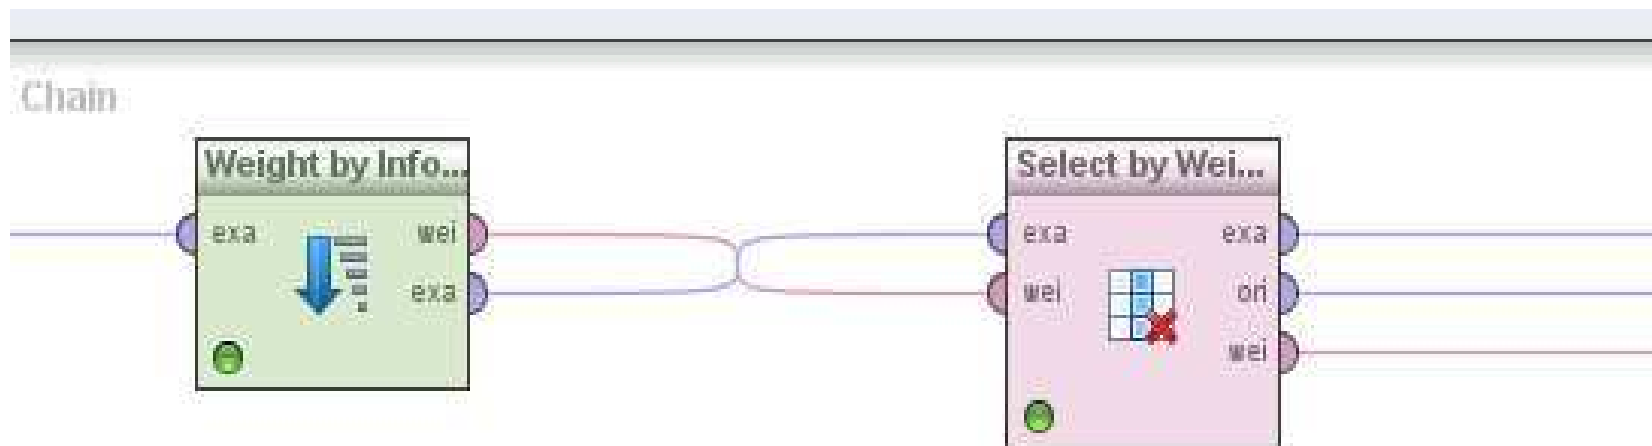 Chain
Weight by Info...
exa
wei
exa
Select by Wei...
exa
wei
exa
ori
wei